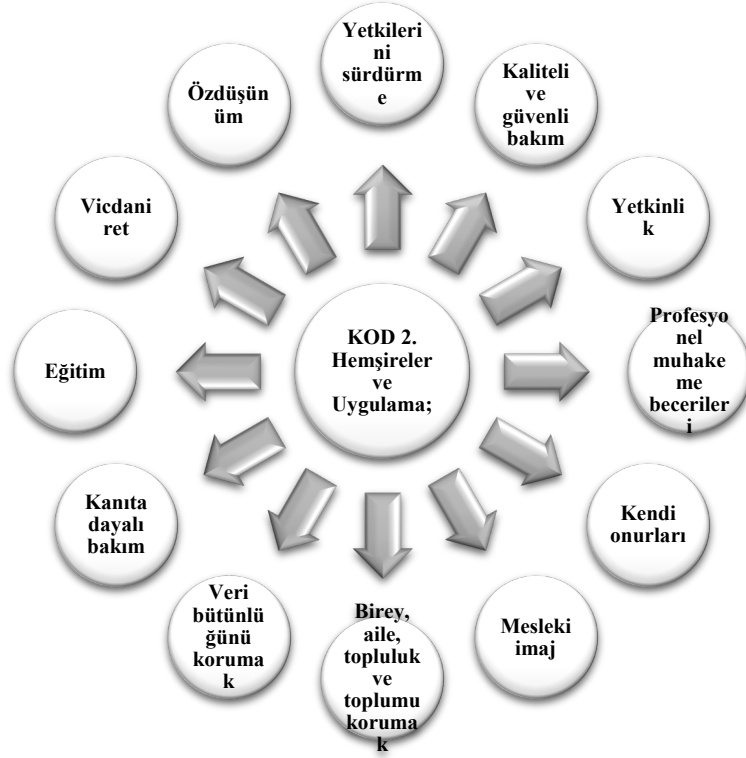 Yetkileri
ni
sürdürm
e
Kaliteli
ve
güvenli
bakım
Yetkinli
k
Profesyo
nel
muhake
me
beceriler
i
Kendi
onurları
Mesleki
imaj
Birey,
aile,
topluluk
ve
toplumu
koruma
k
Veri
bütünlü
ğünü
koruma
k
Kanıta
dayalı
bakım
Eğitim
Vicdani
ret
Özdüşün
üm
KOD 2.
Hemşireler
ve
Uygulama;